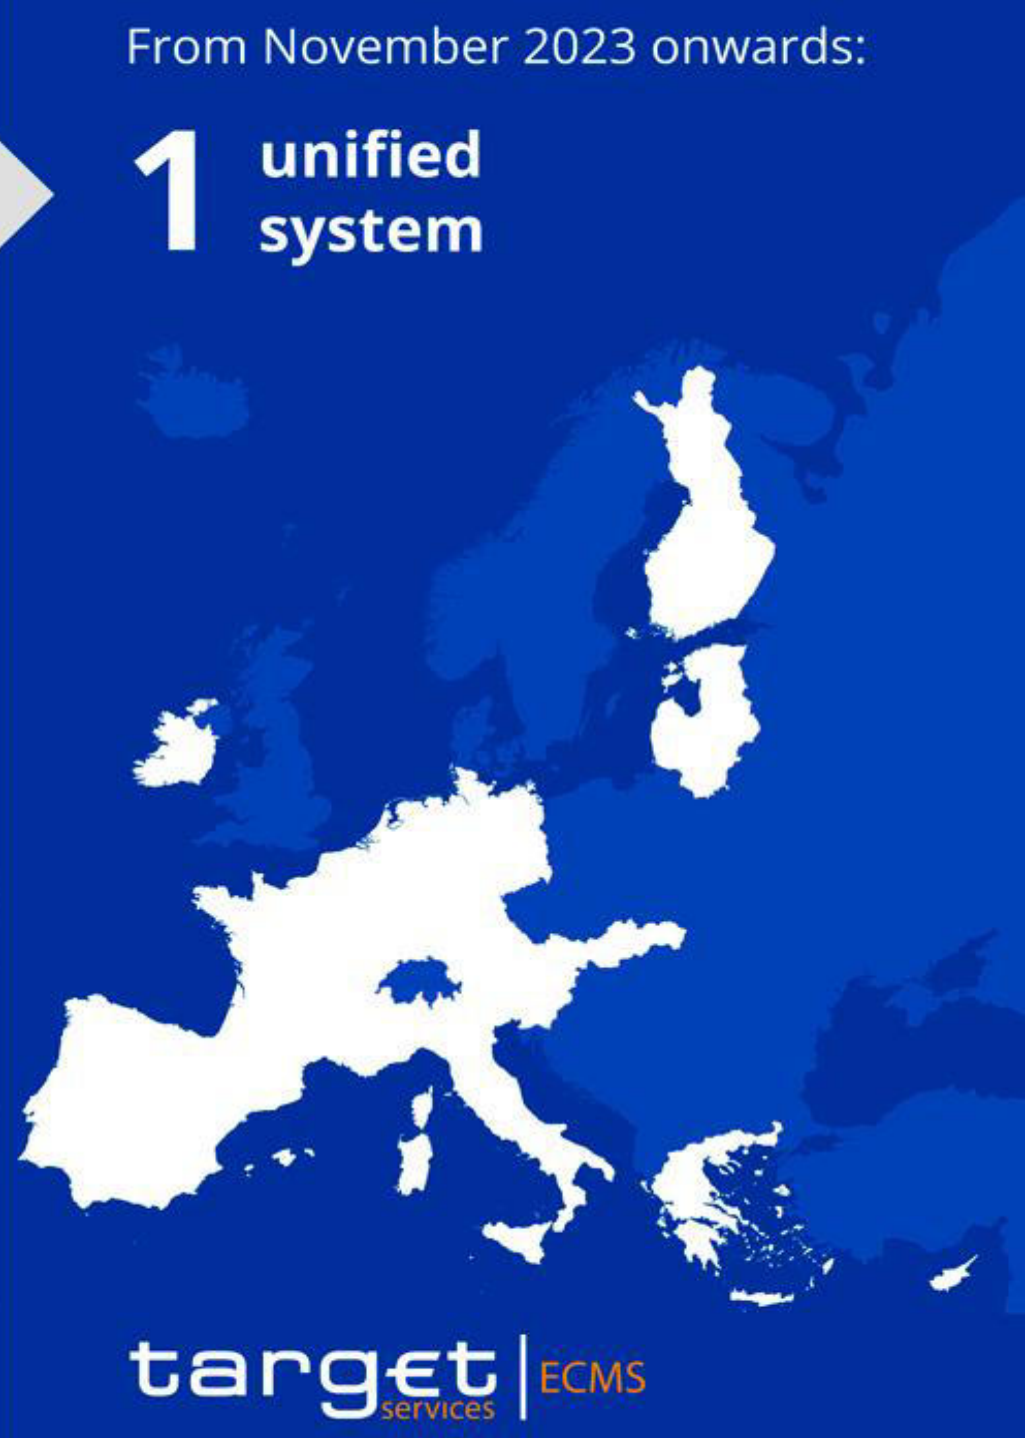 From November 2023 onwards:
1 unified
system
target | ECMS
services